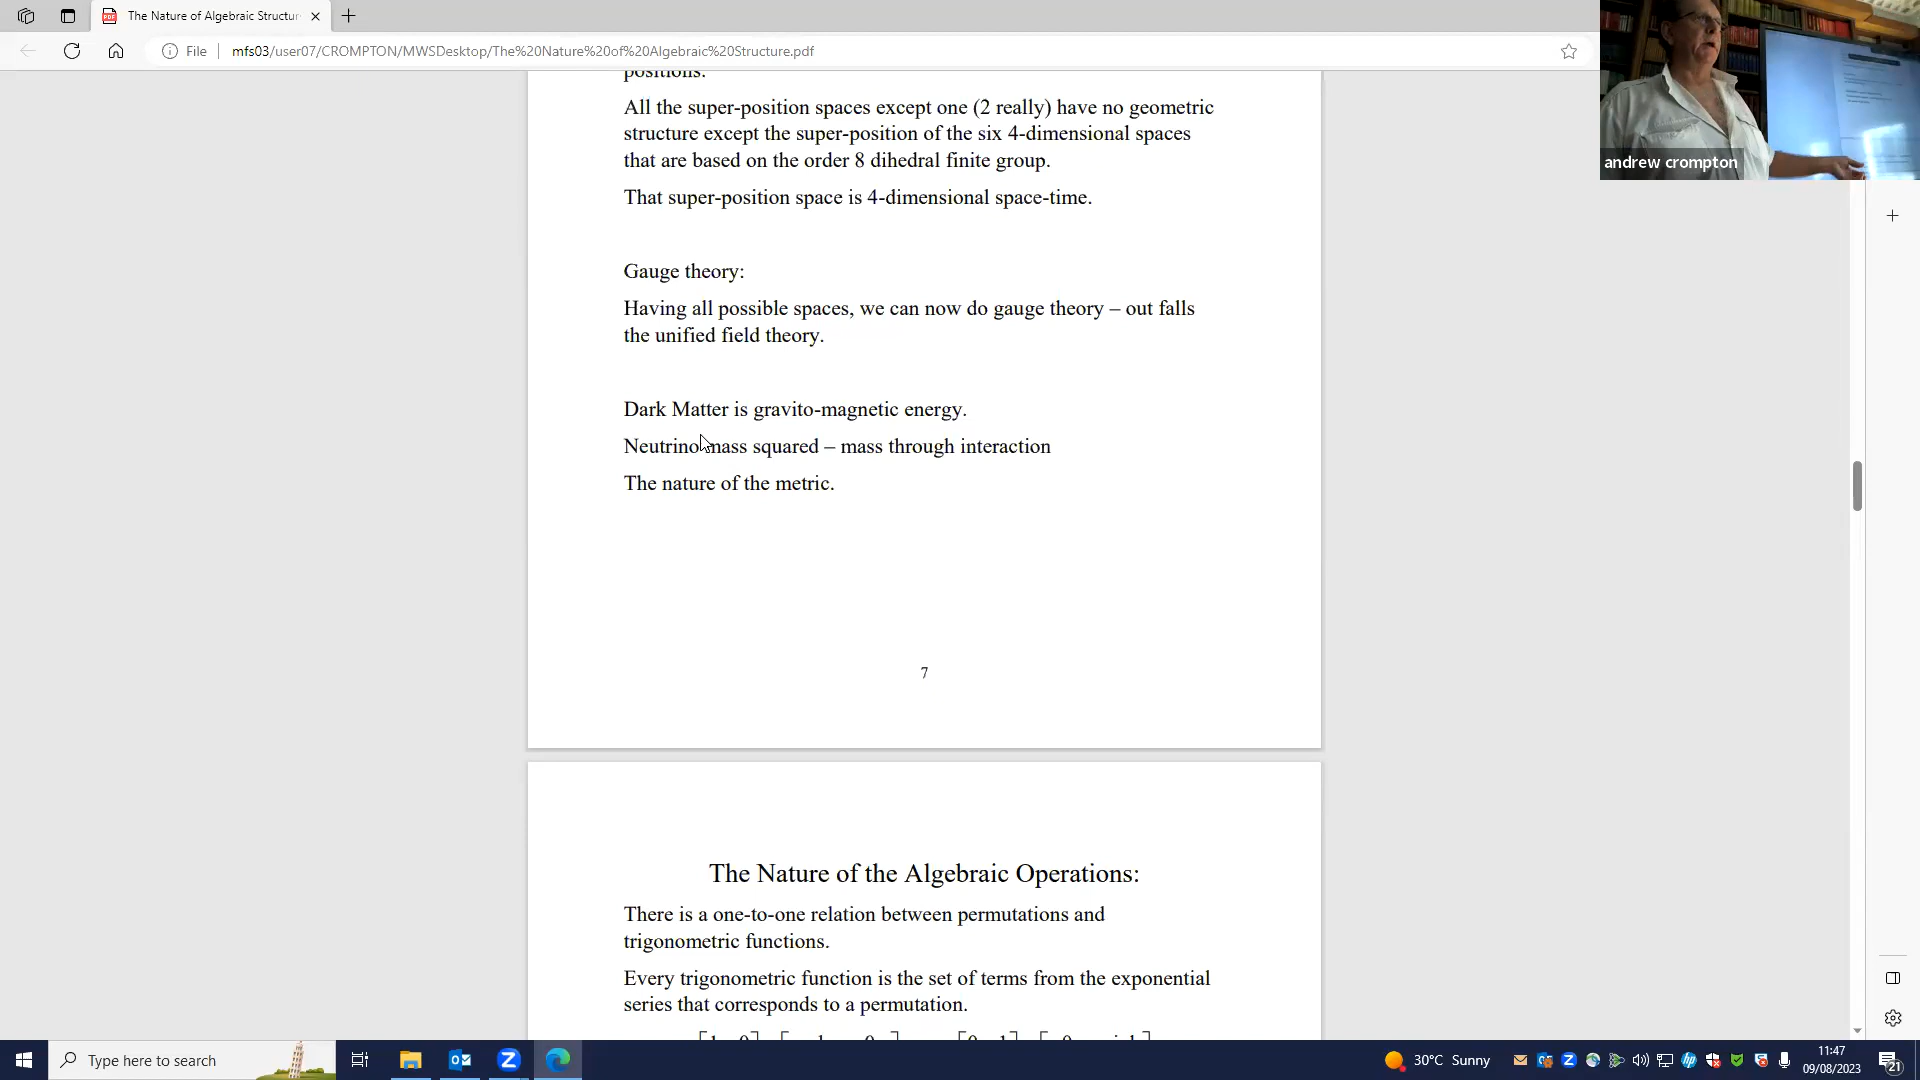 The Nature of Algebraic Structur
File
mfs03/user07/CROMPTON/MWSDesktop/The%20Nature%20of%20Algebraic%20Structure.pdf
andrew crompton
positions.
All the super-position spaces except one (2 really) have no geometric
structure except the super-position of the six 4-dimensional spaces
that are based on the order 8 dihedral finite group.
That super-position space is 4-dimensional space-time.
Gauge theory:
Having all possible spaces, we can now do gauge theory – out falls
the unified field theory.
Dark Matter is gravito-magnetic energy.
Neutrino mass squared – mass through interaction
The nature of the metric.
7
The Nature of the Algebraic Operations:
There is a one-to-one relation between permutations and
trigonometric functions.
Every trigonometric function is the set of terms from the exponential
series that corresponds to a permutation.
Type here to search
30°C Sunny
11:47
09/08/2023
21